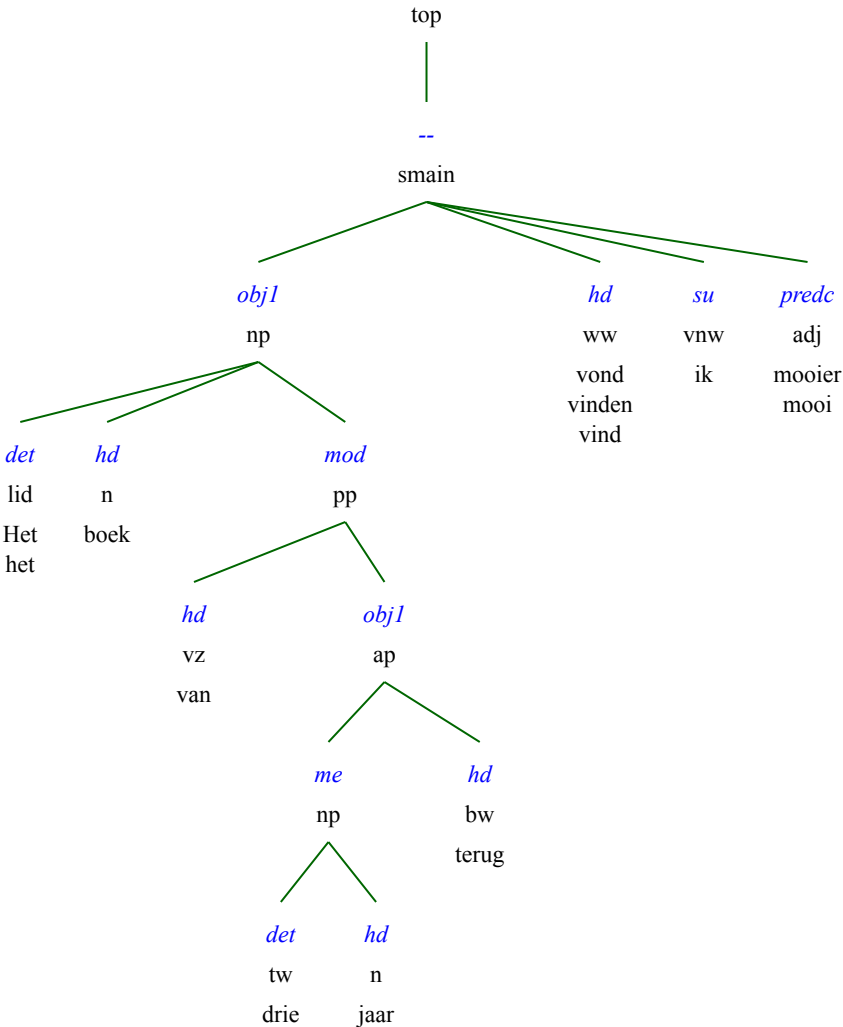 top
--
smain
obj1 hd su predc
np ww vnw adj
vond ik mooier
vinden mooi
vind
det hd mod
lid n pp
Het boek
het
hd obj1
vz ap
van
me hd
np bw
terug
det hd
tw n
drie jaar